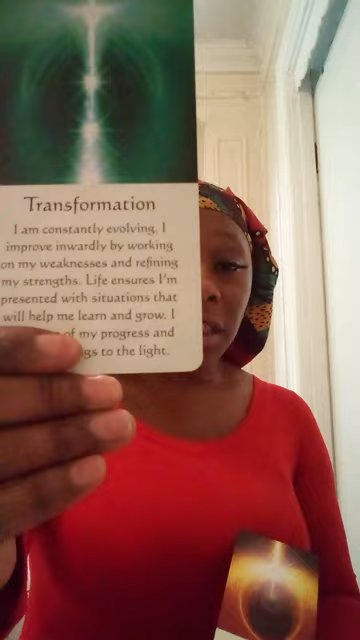 Transformation
I am constantly evolving. I
improve inwardly by working
on my weaknesses and refining
my strengths. Life ensures I'm
presented with situations that
will help me learn and grow. I
of my progress and
gs to the light.